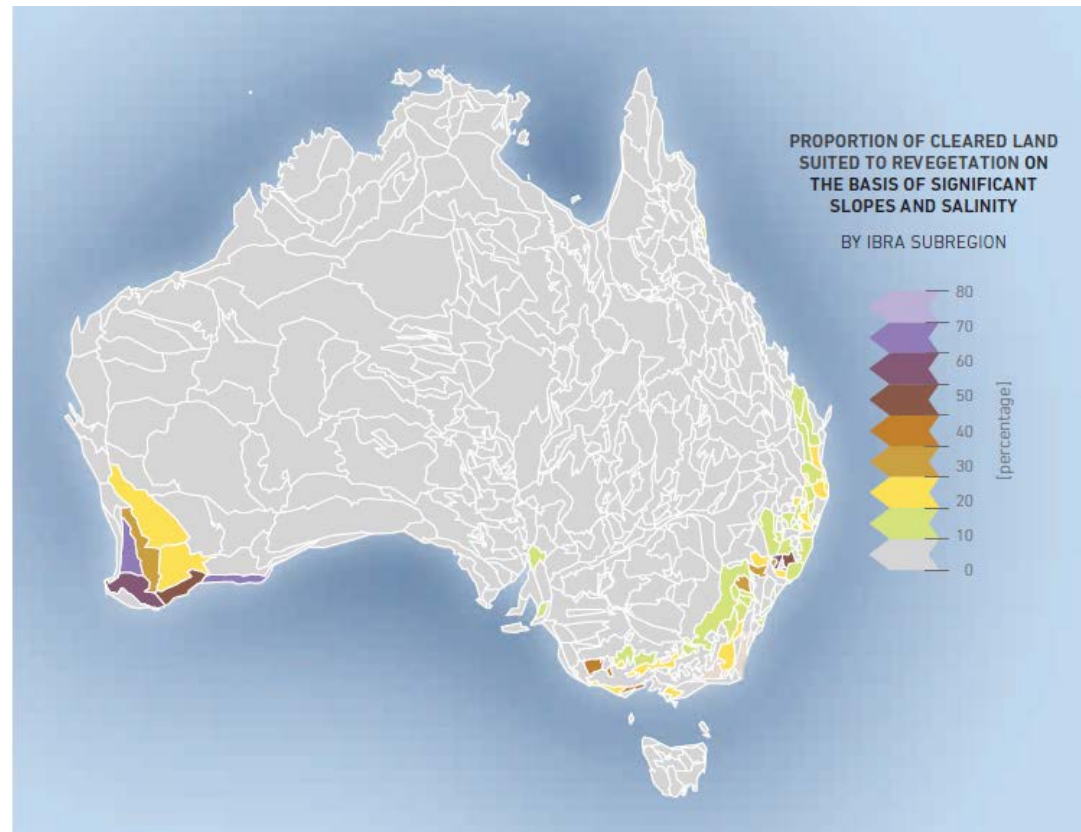 PROPORTION OF CLEARED LAND
SUITED TO REVEGETATION ON
THE BASIS OF SIGNIFICANT
SLOPES AND SALINITY
BY IBRA SUBREGION
80
70
60
50
40
30
20
10
0
[percentage]